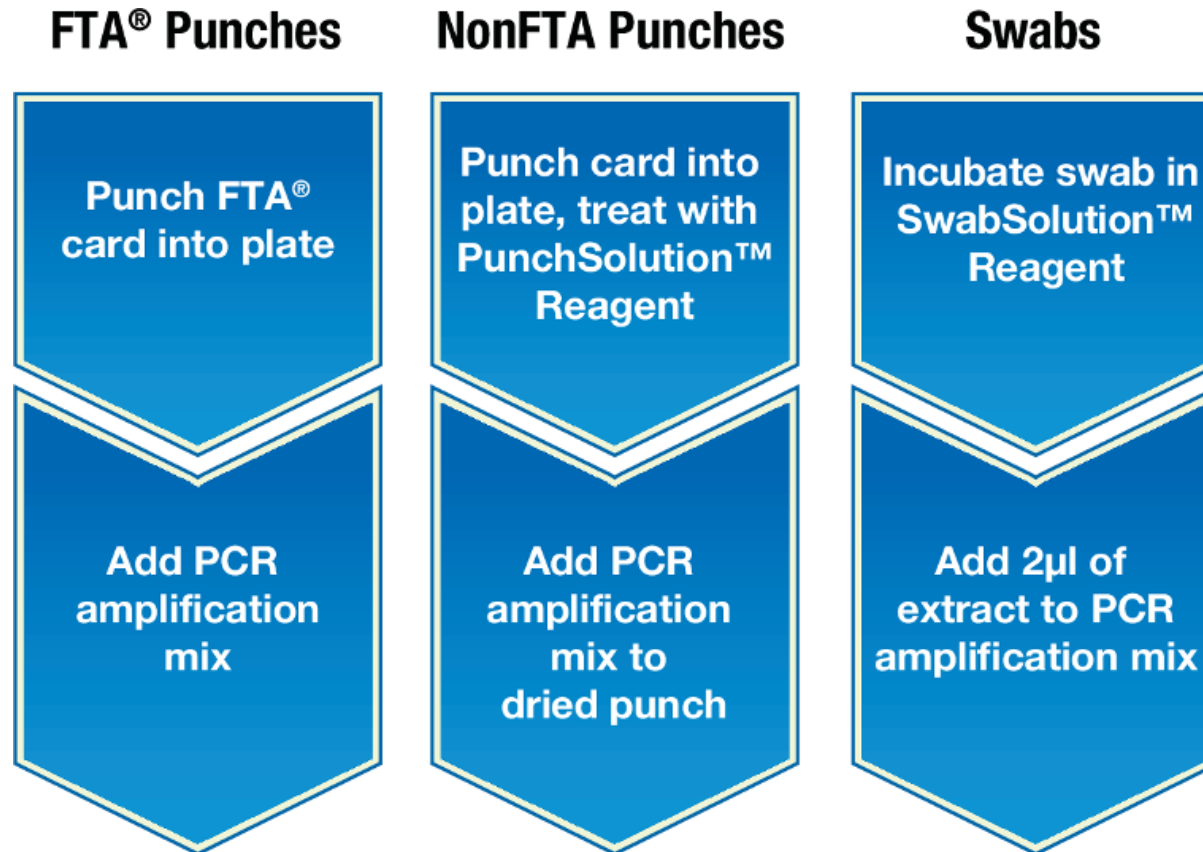 FTA® Punches
Punch FTA®
card into plate
Add PCR
amplification
mix
NonFTA Punches
Punch card into
plate, treat with
PunchSolution™
Reagent
Add PCR
amplification
mix to
dried punch
Swabs
Incubate swab in
SwabSolution™
Reagent
Add 2µl of
extract to PCR
amplification mix